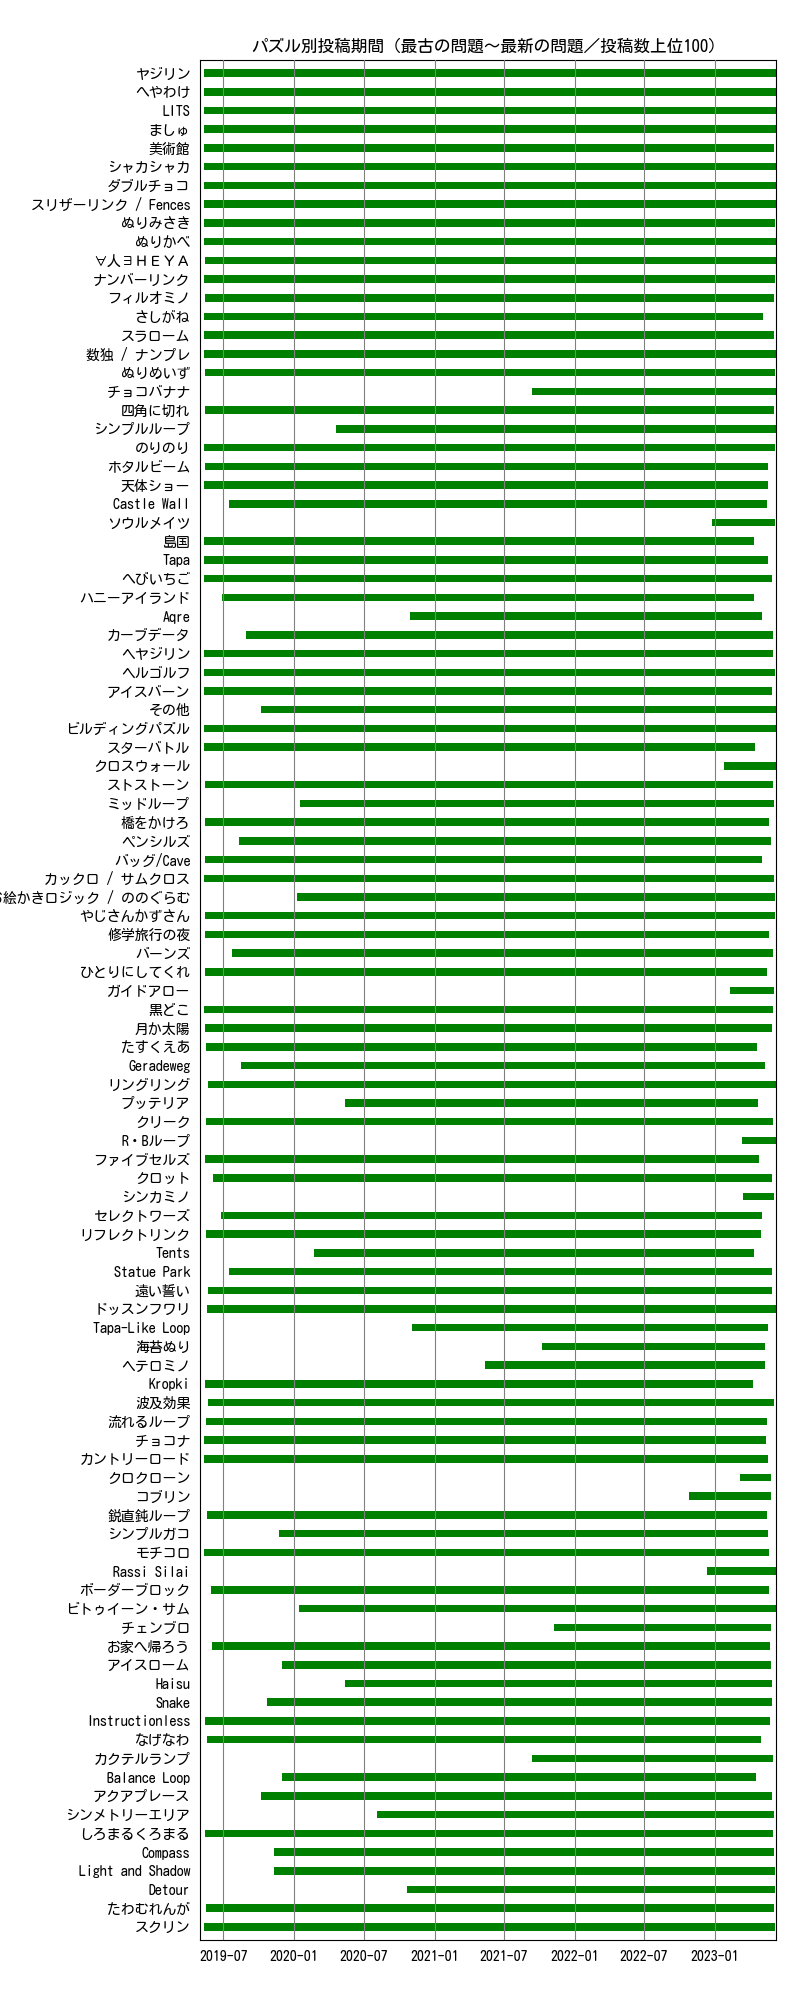 パズル別投稿期間（最古の問題～最新の問題／投稿数上位100）
ヤジリン
へやわけ
LITS
ましゅ
美術館
シャカシャカ
ダブルチョコ
スリザーリンク / Fences
ぬりみさき
ぬりかべ
∀人∃ＨＥＹＡ
ナンバーリンク
フィルオミノ
さしがね
スラローム
数独 / ナンプレ
ぬりめいず
チョコバナナ
四角に切れ
シンプルループ
のりのり
ホタルビーム
天体ショー
Castle Wall
ソウルメイツ
島国
Tapa
へびいちご
ハニーアイランド
Aqre
カーブデータ
ヘヤジリン
ヘルゴルフ
アイスバーン
その他
ビルディングパズル
スターバトル
クロスウォール
ストストーン
ミッドループ
橋をかけろ
ペンシルズ
バッグ/Cave
カックロ / サムクロス
絵かきロジック / ののぐらむ
やじさんかずさん
修学旅行の夜
バーンズ
ひとりにしてくれ
ガイドアロー
黒どこ
月か太陽
たすくえあ
Geradeweg
リングリング
プッテリア
クリーク
R・Bループ
ファイブセルズ
クロット
シンカミノ
セレクトワーズ
リフレクトリンク
Tents
Statue Park
遠い誓い
ドッスンフワリ
Tapa-Like Loop
海苔ぬり
ヘテロミノ
Kropki
波及効果
流れるループ
チョコナ
カントリーロード
クロクローン
コブリン
鋭直鈍ループ
シンプルガコ
モチコロ
Rassi Silai
ボーダーブロック
ビトゥイーン・サム
チェンブロ
お家へ帰ろう
アイスローム
Haisu
Snake
Instructionless
なげなわ
カクテルランプ
Balance Loop
アクアプレース
シンメトリーエリア
しろまるくろまる
Compass
Light and Shadow
Detour
たわむれんが
スクリン
2019-07 2020-01 2020-07 2021-01 2021-07 2022-01 2022-07 2023-01